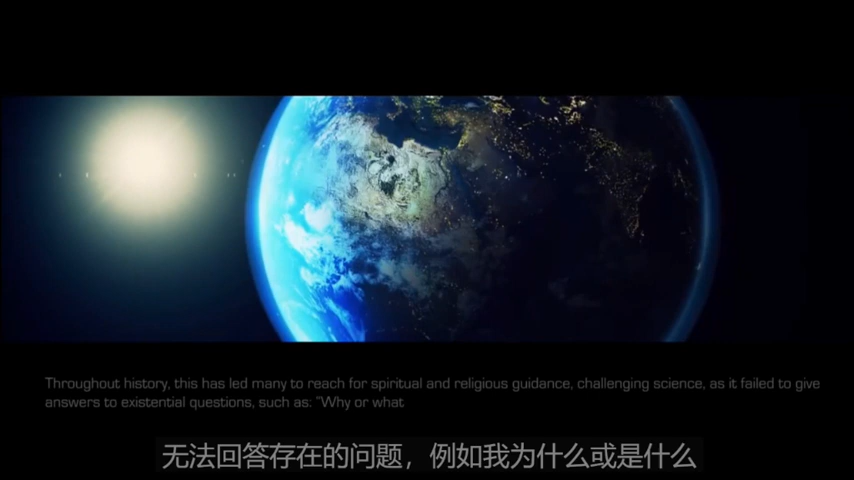 Throughout history, this has led many to reach for spiritual and religious guidance, challenging science, as it failed to give
answers to existential questions, such as: "Why or what
无法回答存在的问题，例如我为什么或是什么